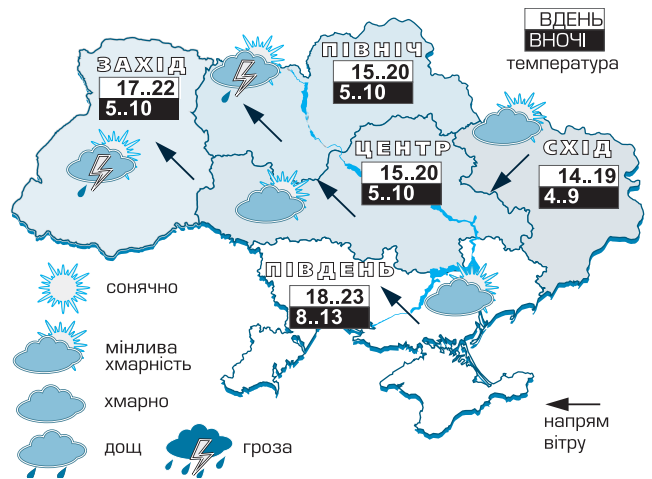 ВДЕНЬ
ВНОЧІ
температура
ПІВНІЧ
15..20
5..10
ЗАХІД
17..22
5..10
ЦЕНТР
15..20
5..10
СХІД
14..19
4..9
ПІВДЕНЬ
18..23
8..13
сонячно
мінлива
хмарність
хмарно
дощ
гроза
напрям
вітру